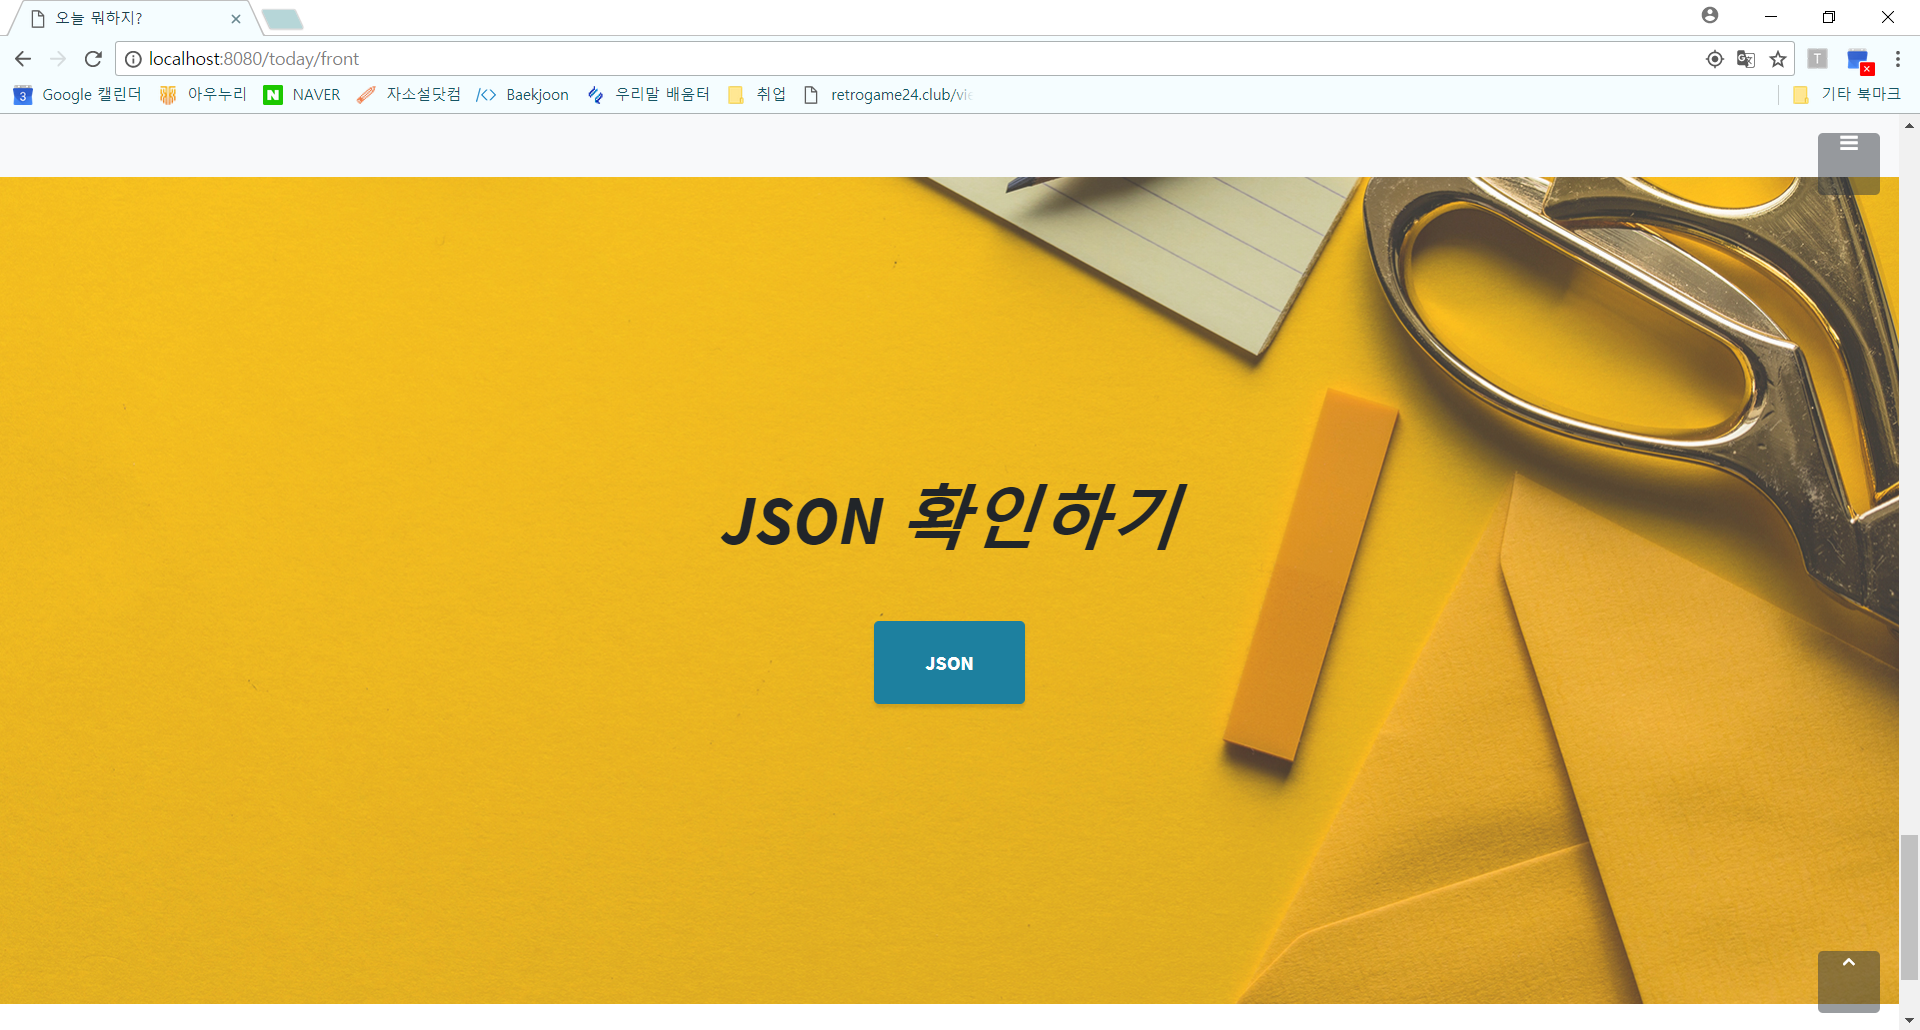 오늘 뭐하지?
localhost:8080/today/front
T
3 Google 캘린더 아우누리 N NAVER 자소설닷컴 Baekjoon 우리말 배움터 취업 retrogame24.club/vie 기타 북마크
JSON 확인하기
JSON